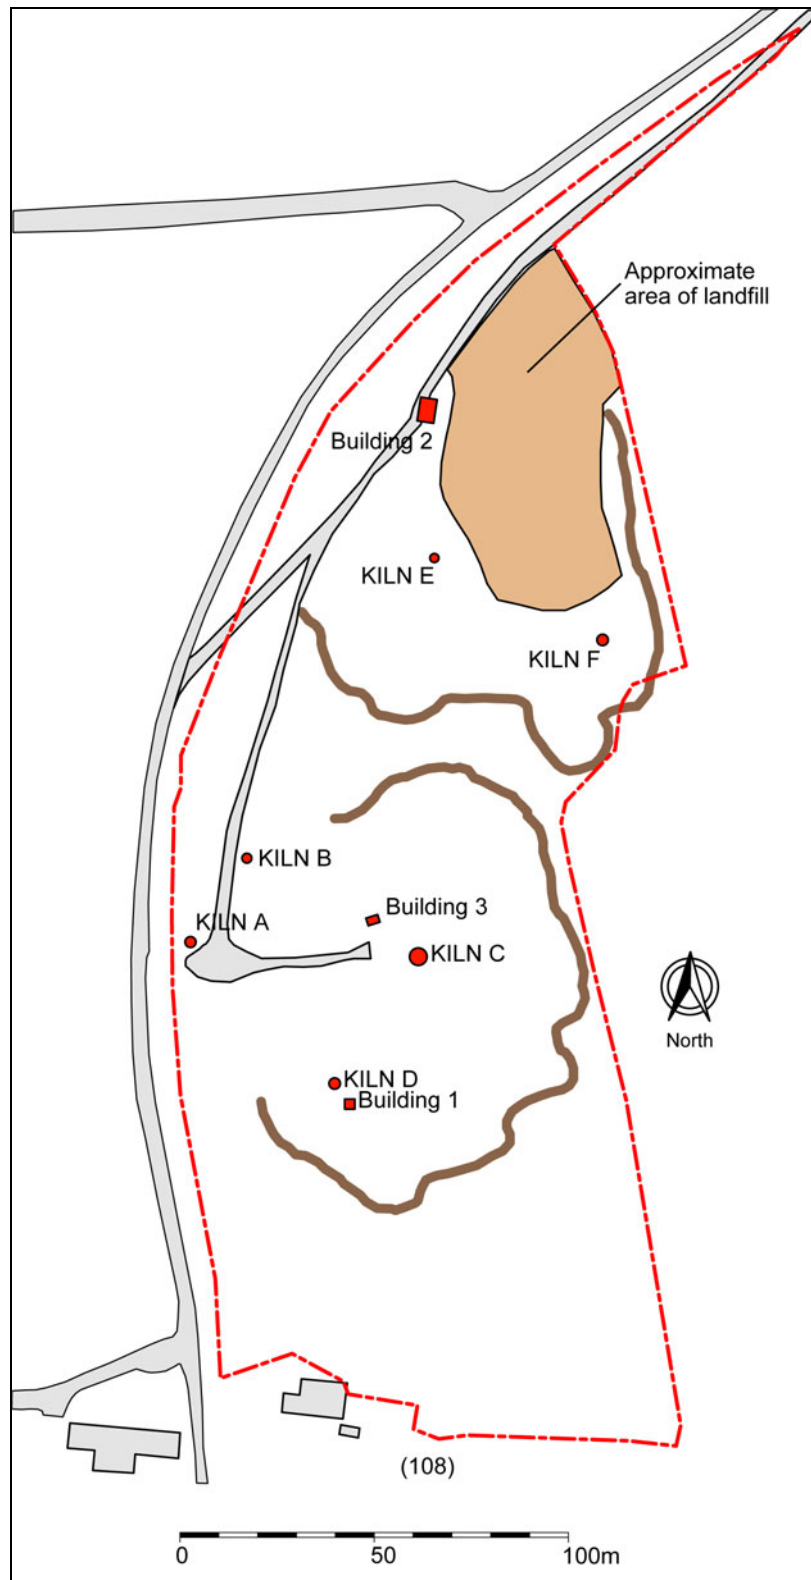 Approximate
area of landfill
Building 2
KILN E
KILN F
KILN B
Building 3
KILN A
KILN C
North
KILN D
Building 1
(108)
0 50 100m